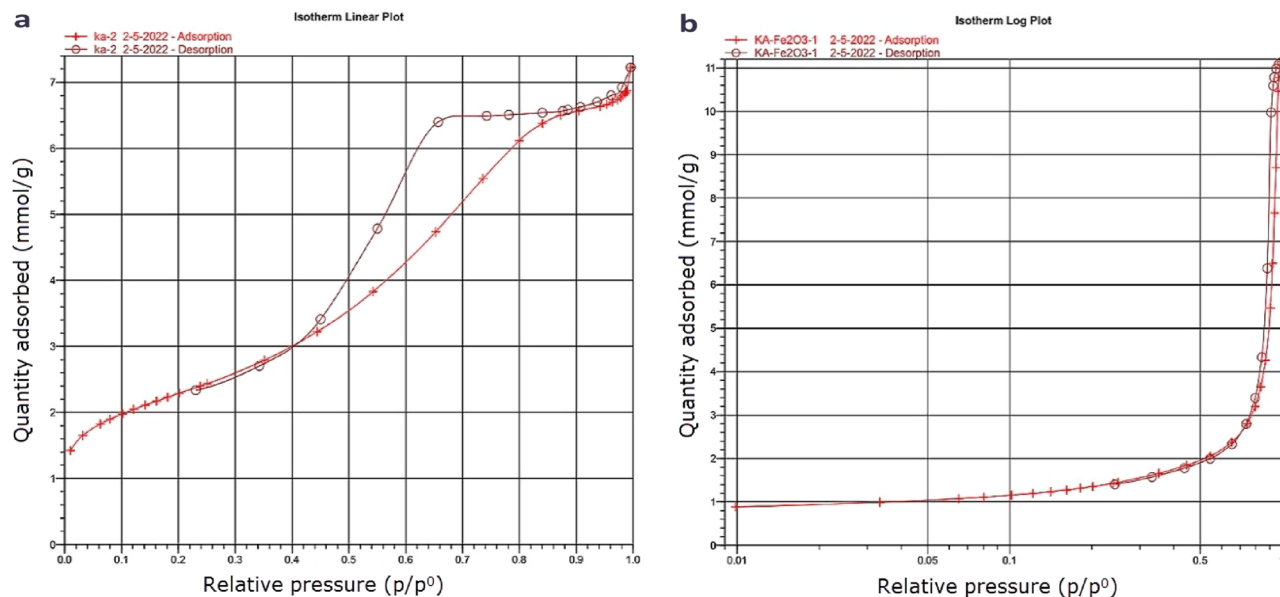 a
Isotherm Linear Plot
ka-2 2-5-2022 - Adsorption
ka-2 2-5-2022 - Desorption
7
6
5
4
3
2
1
0
0.0 0.1 0.2 0.3 0.4 0.5 0.6 0.7 0.8 0.9 1.0
Quantity adsorbed (mmol/g)
Relative pressure (p/p⁰)
b
Isotherm Log Plot
KA-Fe2O3-1 2-5-2022 - Adsorption
KA-Fe2O3-1 2-5-2022 - Desorption
11
10
9
8
7
6
5
4
3
2
1
0
0.01 0.05 0.1 0.5
Quantity adsorbed (mmol/g)
Relative pressure (p/p⁰)